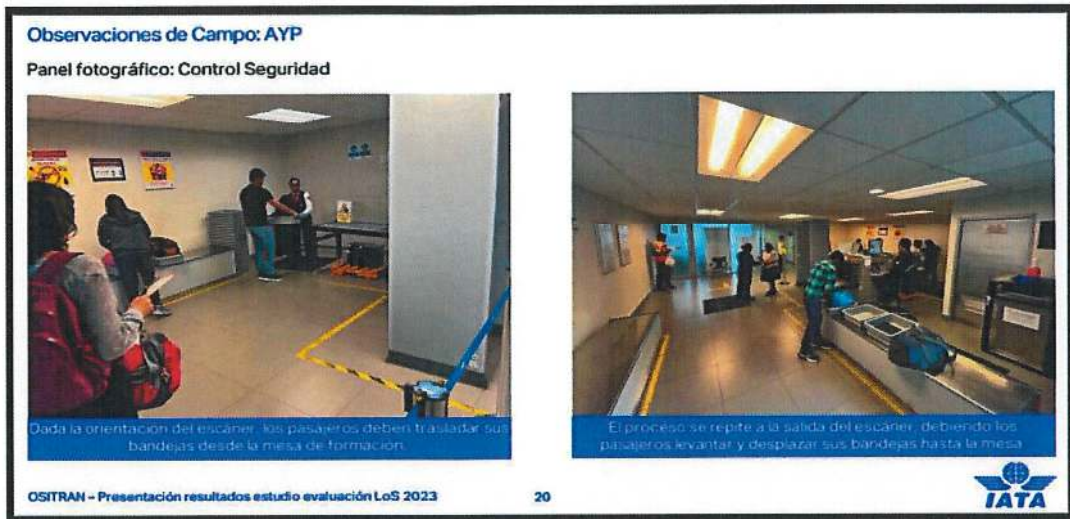 Observaciones de Campo: AYP
Panel fotográfico: Control Seguridad
Dada la orientación del escáner, los pasajeros deben trasladar sus
bandejas desde la mesa de formación.
El proceso se repite a la salida del escáner, debiendo los
pasajeros levantar y desplazar sus bandejas hasta la mesa
OSITRAN – Presentación resultados estudio evaluación LoS 2023
20
IATA